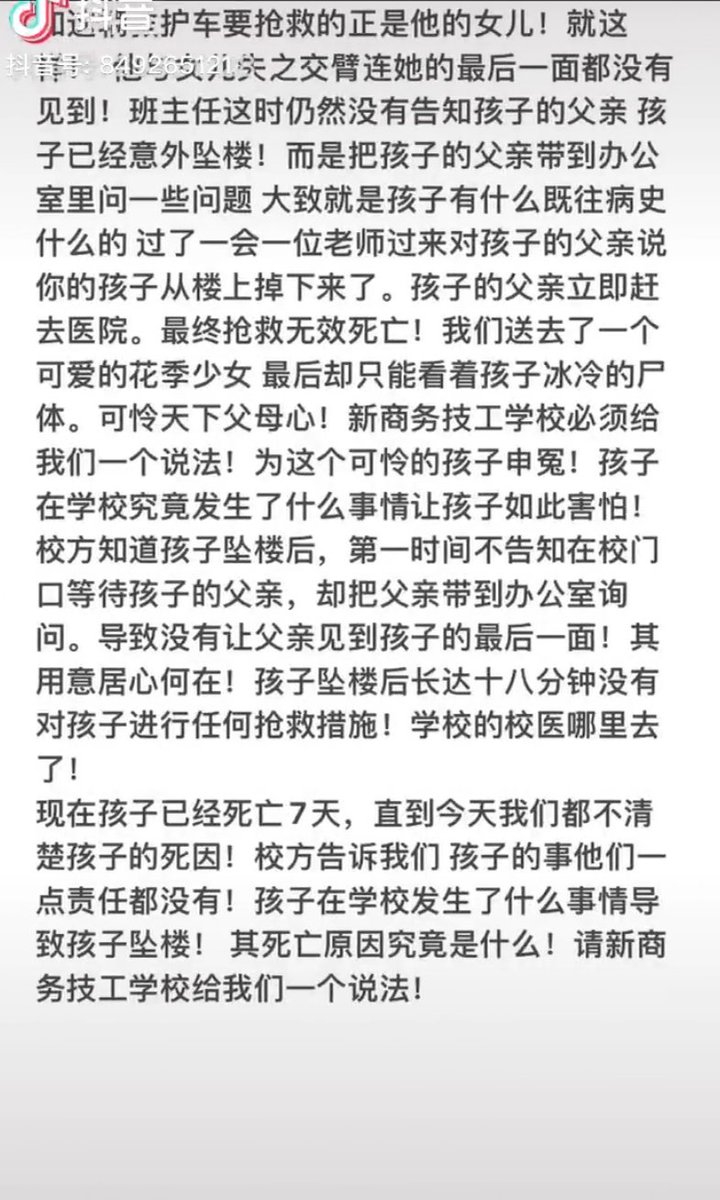 抖音
护车要抢救的正是他的女儿！就这
抖音号: 849265121
失之交臂连她的最后一面都没有
见到！班主任这时仍然没有告知孩子的父亲 孩
子已经意外坠楼！而是把孩子的父亲带到办公
室里问一些问题 大致就是孩子有什么既往病史
什么的 过了一会一位老师过来对孩子的父亲说
你的孩子从楼上掉下来了。孩子的父亲立即赶
去医院。最终抢救无效死亡！我们送去了一个
可爱的花季少女 最后却只能看着孩子冰冷的尸
体。可怜天下父母心！新商务技工学校必须给
我们一个说法！为这个可怜的孩子申冤！孩子
在学校究竟发生了什么事情让孩子如此害怕！
校方知道孩子坠楼后，第一时间不告知在校门
口等待孩子的父亲，却把父亲带到办公室询
问。导致没有让父亲见到孩子的最后一面！其
用意居心何在！孩子坠楼后长达十八分钟没有
对孩子进行任何抢救措施！学校的校医哪里去
了！
现在孩子已经死亡7天，直到今天我们都不清
楚孩子的死因！校方告诉我们 孩子的事他们一
点责任都没有！孩子在学校发生了什么事情导
致孩子坠楼！ 其死亡原因究竟是什么！请新商
务技工学校给我们一个说法！